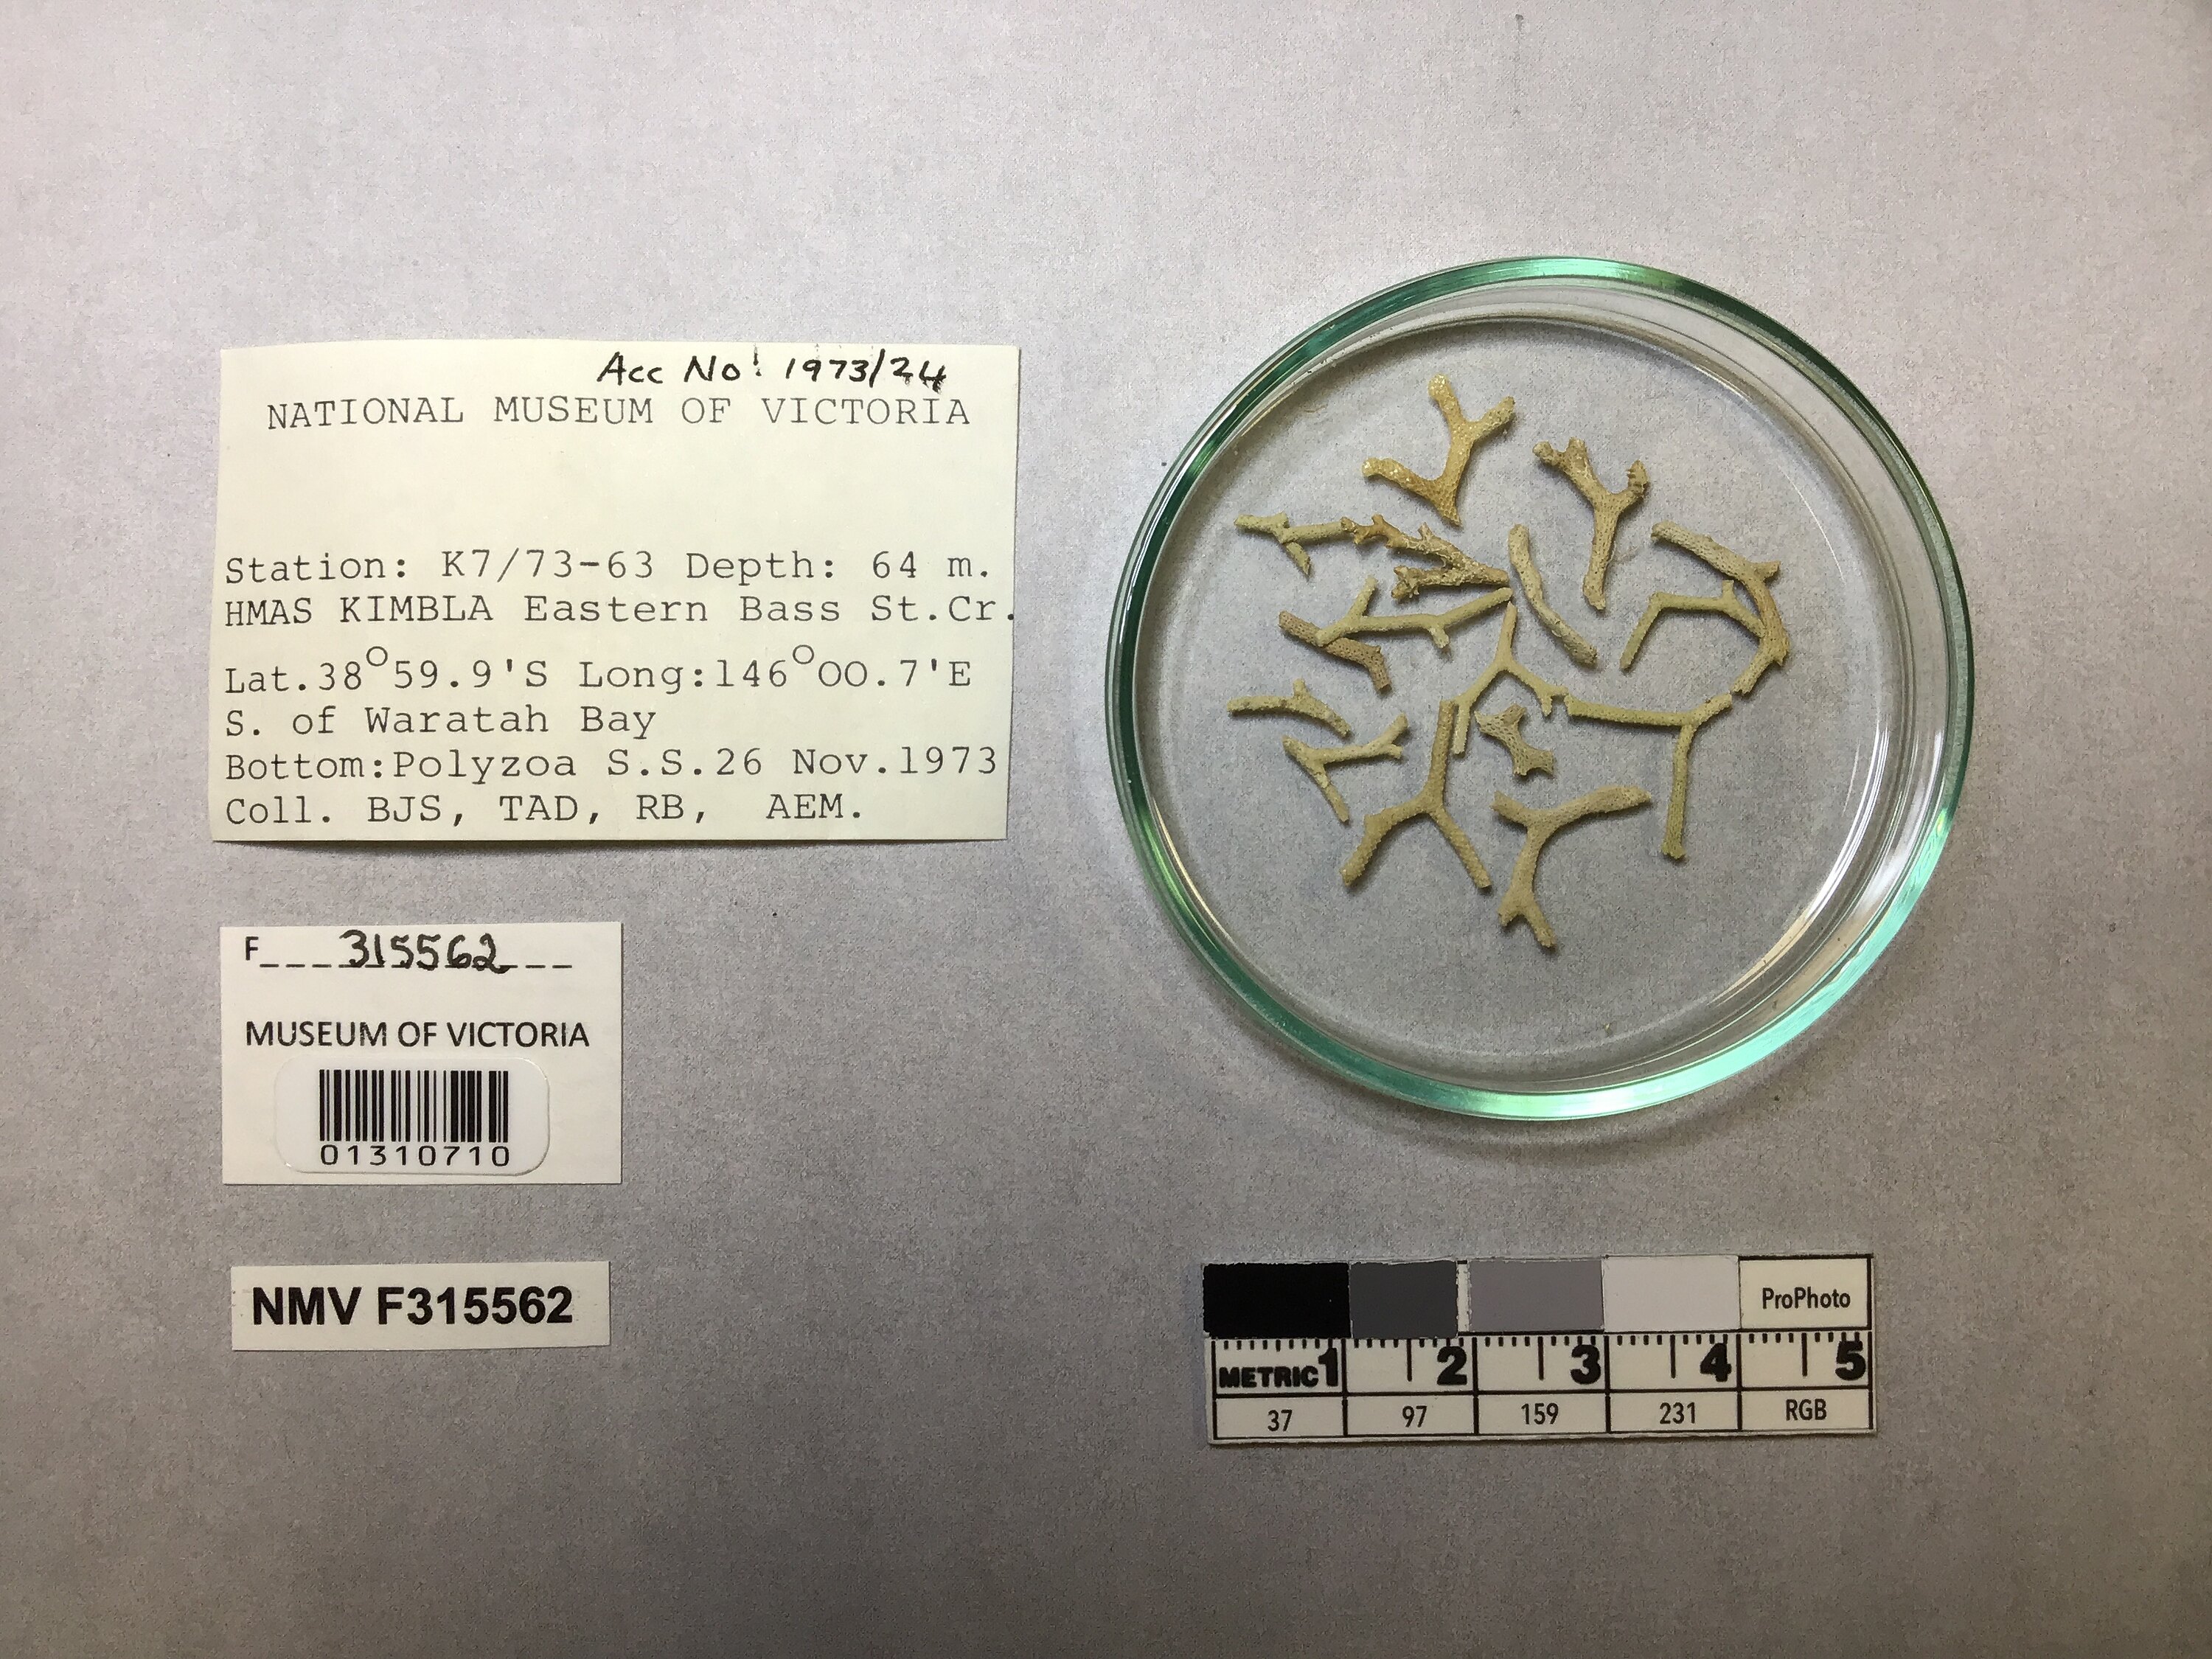 Acc No: 1973/24
NATIONAL MUSEUM OF VICTORIA
Station: K7/73-63 Depth: 64 m.
HMAS KIMBLA Eastern Bass St.Cr.
Lat.38°59.9'S Long:146°00.7'E
S. of Waratah Bay
Bottom:Polyzoa S.S.26 Nov.1973
Coll. BJS, TAD, RB, AEM.
F___315562___
MUSEUM OF VICTORIA
01310710
NMV F315562
ProPhoto
METRIC 1 2 3 4 5
37 97 159 231 RGB